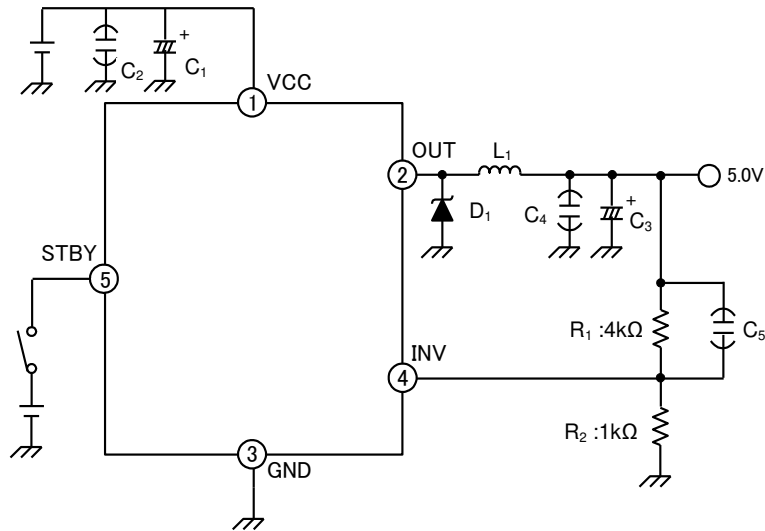 +
C₂
C₁
VCC
1
OUT
2
L₁
5.0V
D₁
C₄
+
C₃
STBY
5
R₁ :4kΩ
C₅
INV
4
R₂ :1kΩ
3
GND